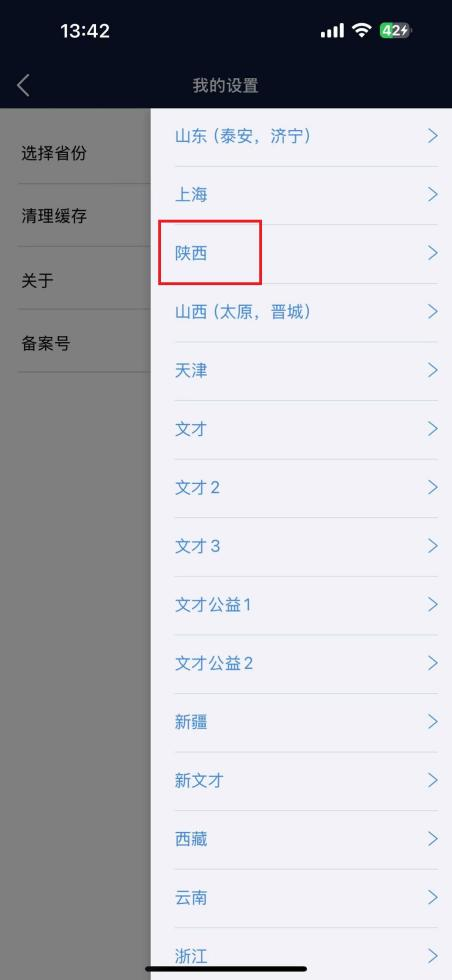 13:42
42
我的设置
选择省份
清理缓存
关于
备案号
山东（泰安，济宁）
上海
陕西
山西（太原，晋城）
天津
文才
文才2
文才3
文才公益1
文才公益2
新疆
新文才
西藏
云南
浙江